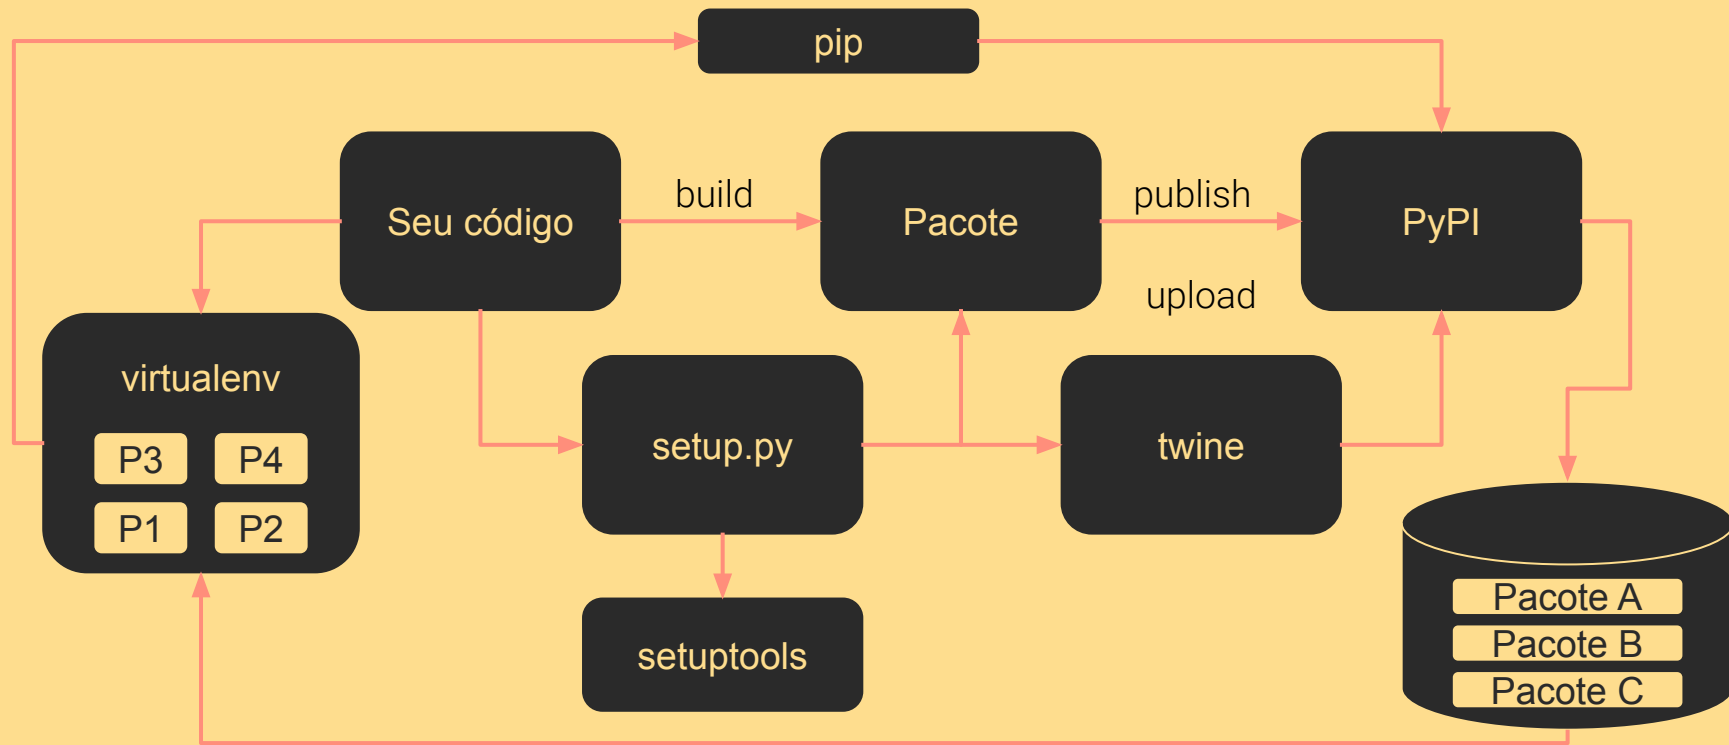 pip
Seu código
build
Pacote
publish
PyPI
upload
virtualenv
P3
P4
P1
P2
setup.py
twine
setuptools
Pacote A
Pacote B
Pacote C